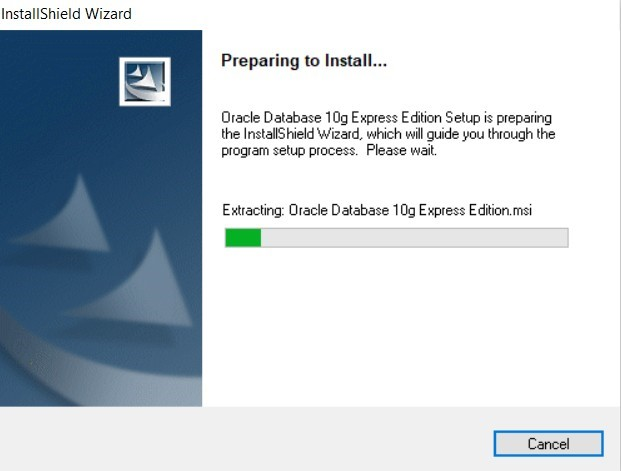 InstallShield Wizard
Preparing to Install...
Oracle Database 10g Express Edition Setup is preparing
the InstallShield Wizard, which will guide you through the
program setup process. Please wait.
Extracting: Oracle Database 10g Express Edition.msi
Cancel